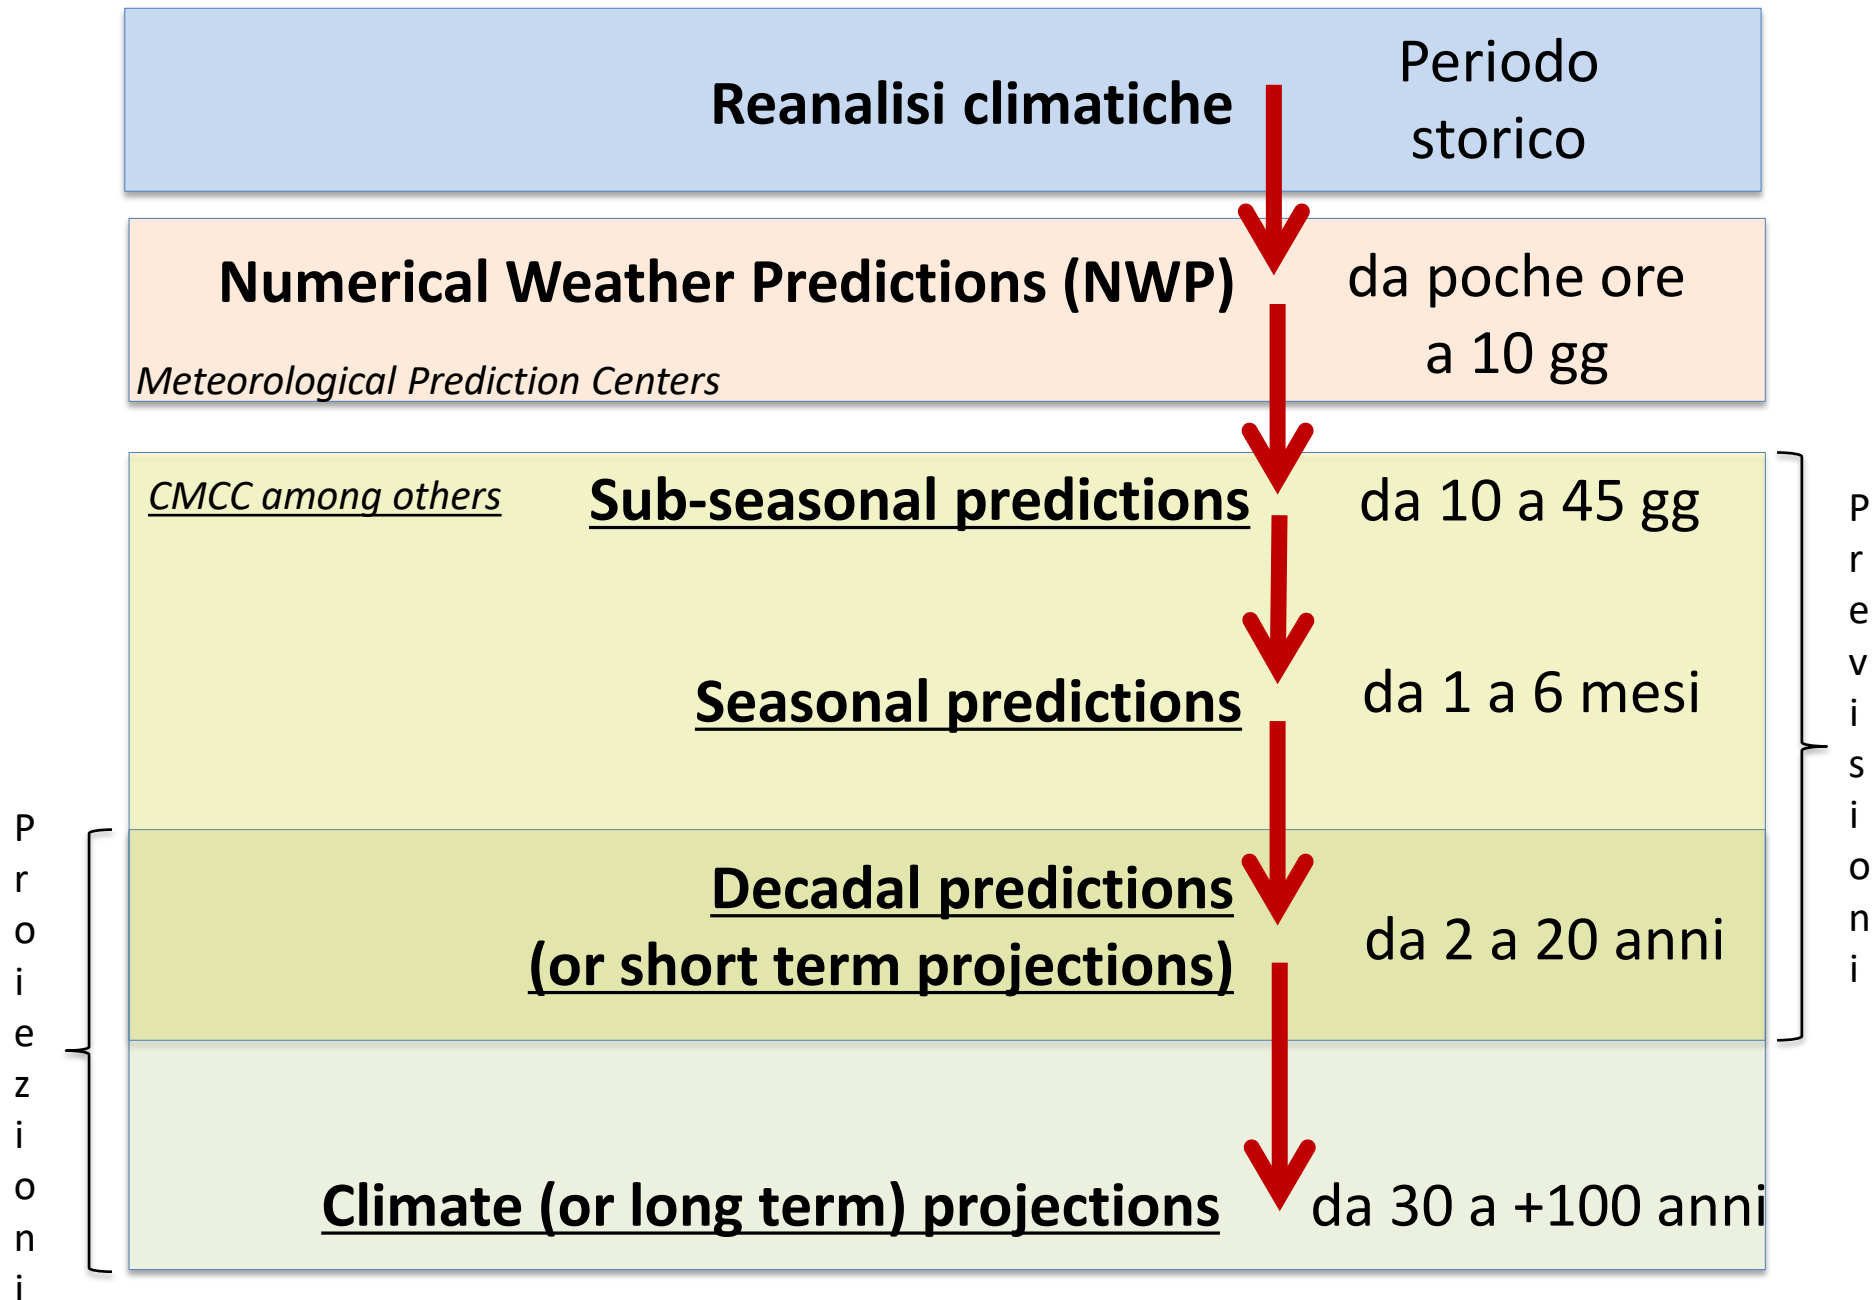 Reanalisi climatiche
Periodo
storico
Numerical Weather Predictions (NWP)
da poche ore
a 10 gg
Meteorological Prediction Centers
CMCC among others
Sub-seasonal predictions
da 10 a 45 gg
Seasonal predictions
da 1 a 6 mesi
Decadal predictions
(or short term projections)
da 2 a 20 anni
Climate (or long term) projections
da 30 a +100 anni
Previsioni
Proiezioni